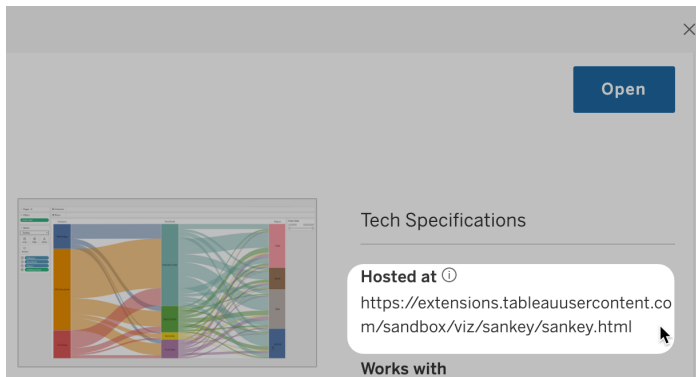 Open
Tech Specifications
Hosted at
https://extensions.tableauusercontent.co
m/sandbox/viz/sankey/sankey.html
Works with